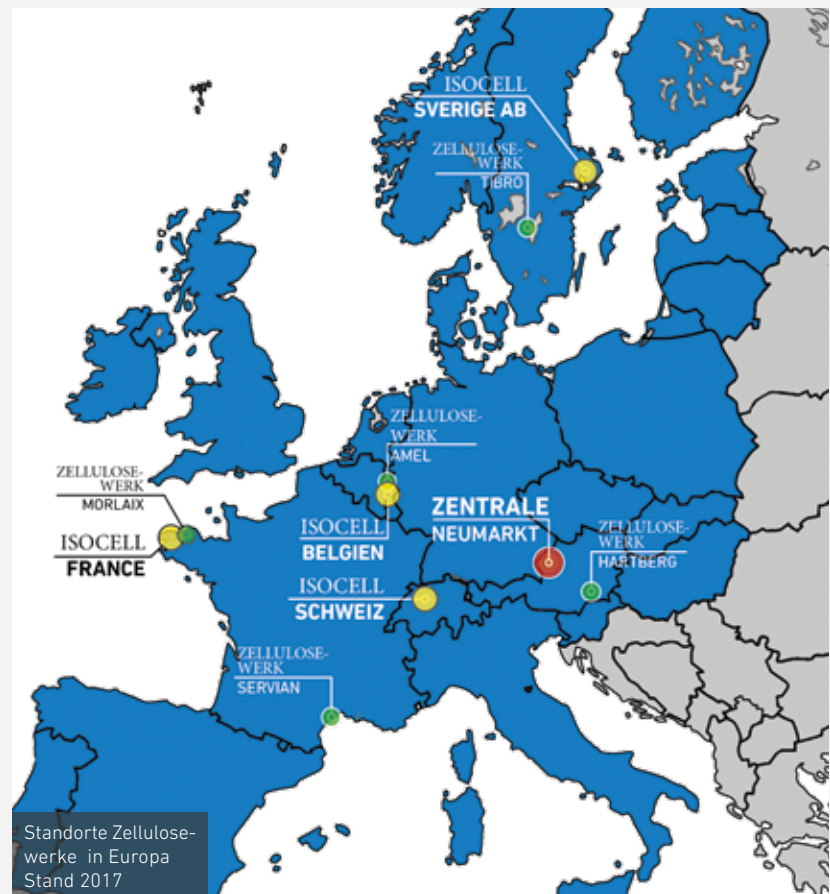 ISOCELL
SVERIGE AB
ZELLULOSE-
WERK
TIBRO
ZELLULOSE-
WERK
AMEL
ZELLULOSE-
WERK
MORLAIX
ISOCELL
FRANCE
ISOCELL
BELGIEN
ZENTRALE
NEUMARKT
ZELLULOSE-
WERK
HARTBERG
ISOCELL
SCHWEIZ
ZELLULOSE-
WERK
SERVIAN
Standorte Zellulose-
werke in Europa
Stand 2017